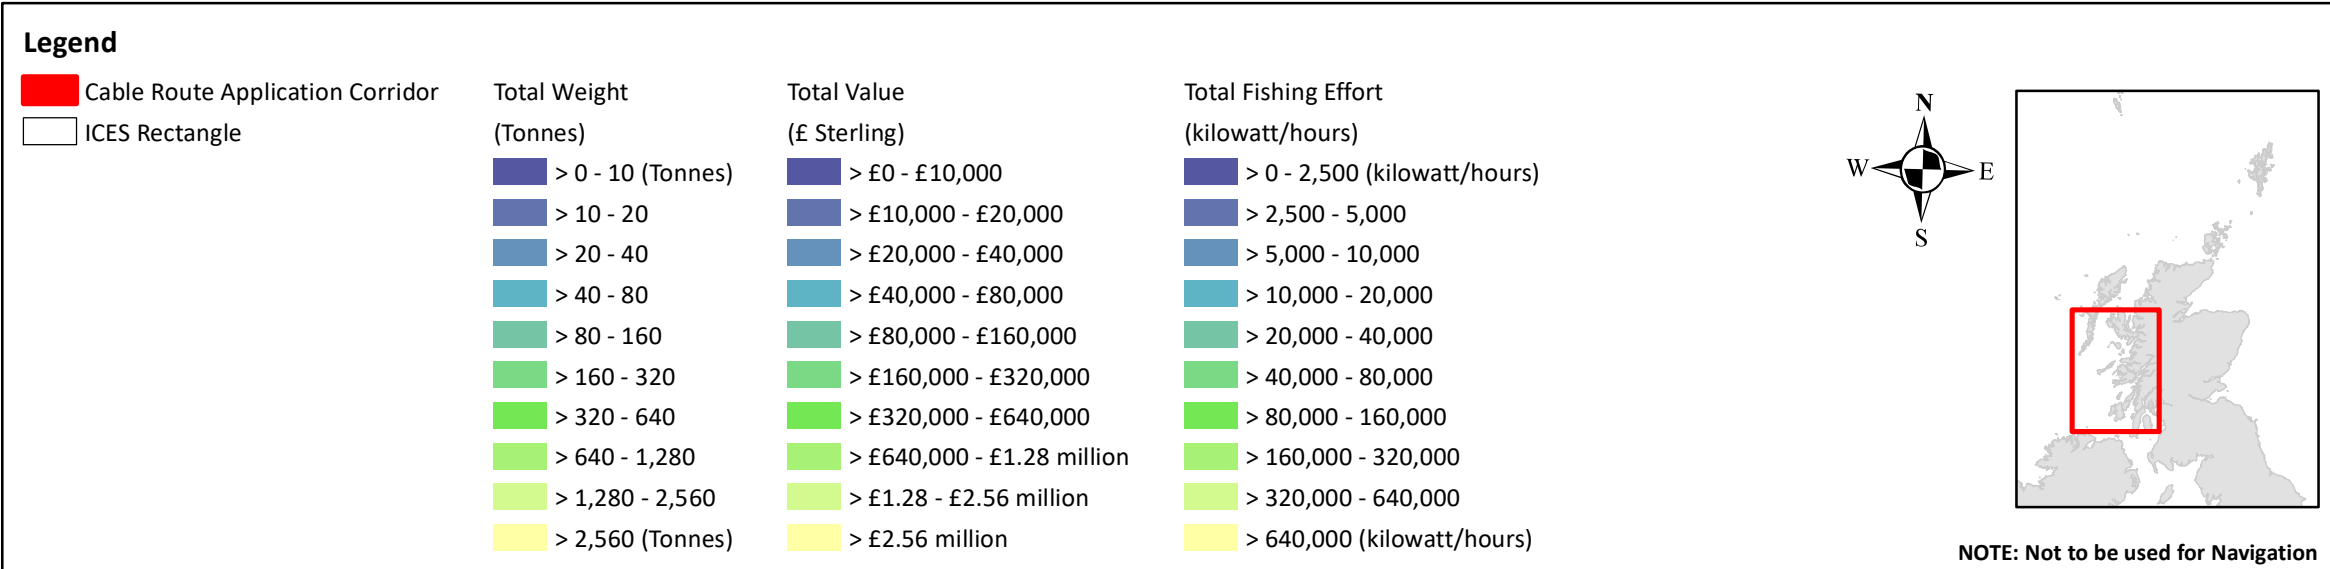 Legend
Cable Route Application Corridor
ICES Rectangle
Total Weight
(Tonnes)
> 0 - 10 (Tonnes)
> 10 - 20
> 20 - 40
> 40 - 80
> 80 - 160
> 160 - 320
> 320 - 640
> 640 - 1,280
> 1,280 - 2,560
> 2,560 (Tonnes)
Total Value
(£ Sterling)
> £0 - £10,000
> £10,000 - £20,000
> £20,000 - £40,000
> £40,000 - £80,000
> £80,000 - £160,000
> £160,000 - £320,000
> £320,000 - £640,000
> £640,000 - £1.28 million
> £1.28 - £2.56 million
> £2.56 million
Total Fishing Effort
(kilowatt/hours)
> 0 - 2,500 (kilowatt/hours)
> 2,500 - 5,000
> 5,000 - 10,000
> 10,000 - 20,000
> 20,000 - 40,000
> 40,000 - 80,000
> 80,000 - 160,000
> 160,000 - 320,000
> 320,000 - 640,000
> 640,000 (kilowatt/hours)
N
W E
S
NOTE: Not to be used for Navigation